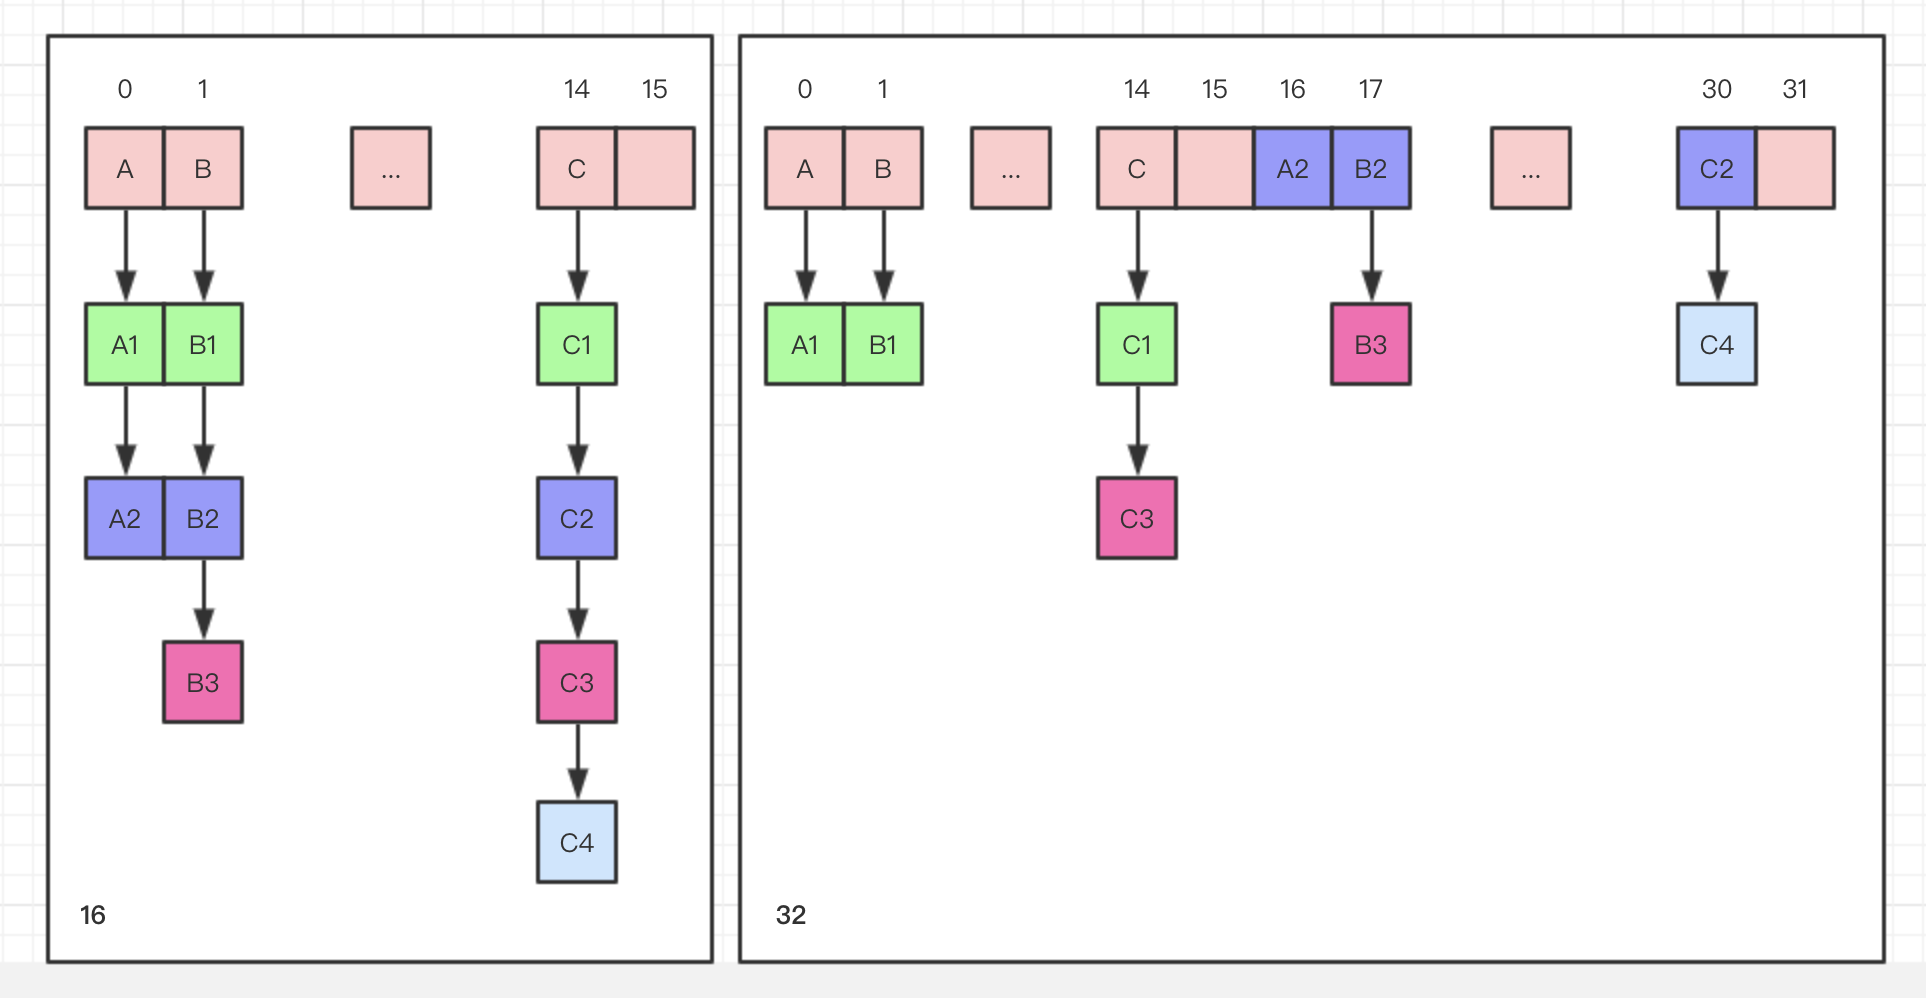 0 1 14 15
A B ... C
A1 B1 C1
A2 B2 C2
B3 C3
C4
16
0 1 14 15 16 17 30 31
A B ... C A2 B2 ... C2
A1 B1 C1 B3 C4
C3
32